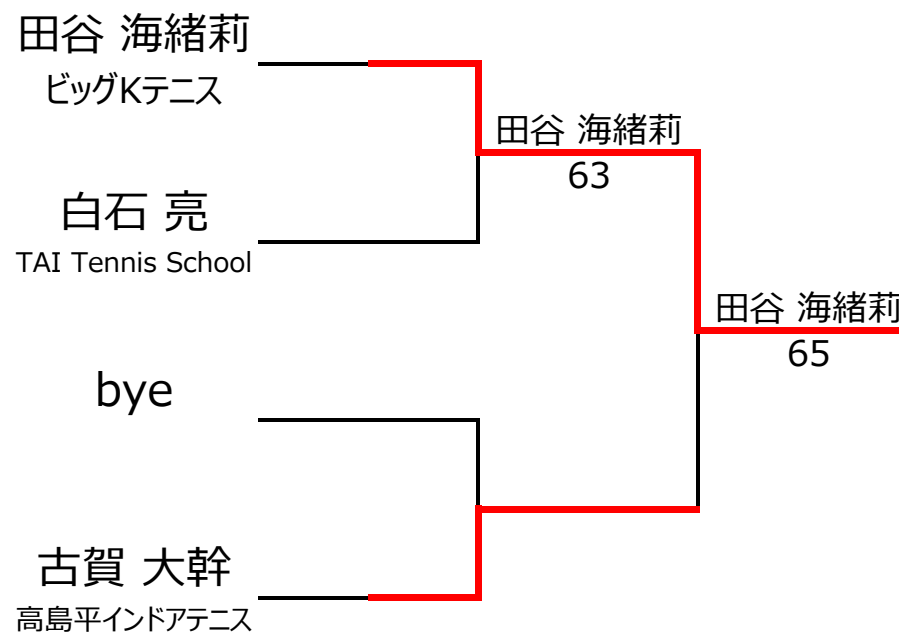 田谷 海緒莉
ビッグKテニス
田谷 海緒莉
63
白石 亮
TAI Tennis School
田谷 海緒莉
65
bye
古賀 大幹
高島平インドアテニス